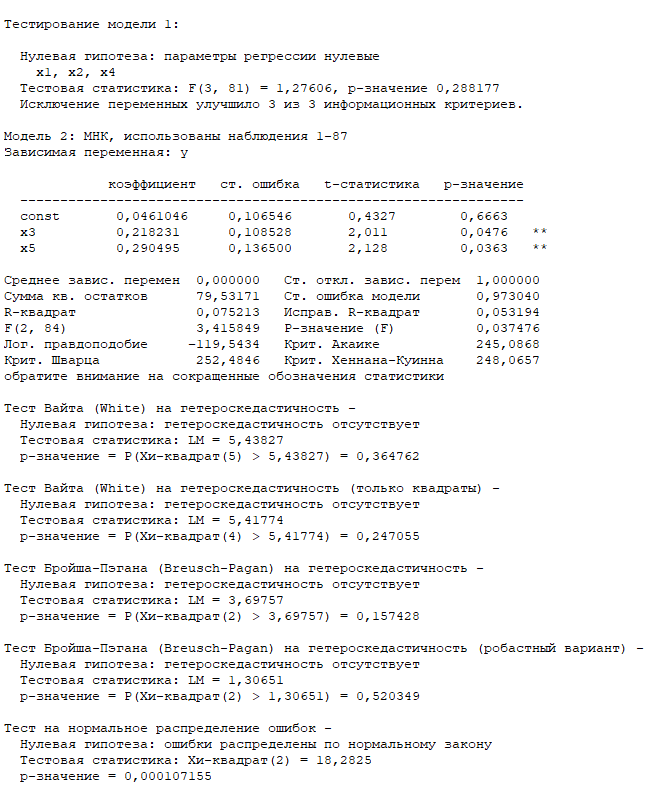 Тестирование модели 1:
Нулевая гипотеза: параметры регрессии нулевые
x1, x2, x4
Тестовая статистика: F(3, 81) = 1,27606, р-значение 0,288177
Исключение переменных улучшило 3 из 3 информационных критериев.
Модель 2: МНК, использованы наблюдения 1-87
Зависимая переменная: y
коэффициент ст. ошибка t-статистика р-значение
---------------------------------------------------------------
const 0,0461046 0,106546 0,4327 0,6663
x3 0,218231 0,108528 2,011 0,0476 **
x5 0,290495 0,136500 2,128 0,0363 **
Среднее завис. перемен 0,000000 Ст. откл. завис. перем 1,000000
Сумма кв. остатков 79,53171 Ст. ошибка модели 0,973040
R-квадрат 0,075213 Исправ. R-квадрат 0,053194
F(2, 84) 3,415849 Р-значение (F) 0,037476
Лог. правдоподобие -119,5434 Крит. Акаике 245,0868
Крит. Шварца 252,4846 Крит. Хеннана-Куинна 248,0657
обратите внимание на сокращенные обозначения статистики
Тест Вайта (White) на гетероскедастичность -
Нулевая гипотеза: гетероскедастичность отсутствует
Тестовая статистика: LM = 5,43827
р-значение = P(Хи-квадрат(5) > 5,43827) = 0,364762
Тест Вайта (White) на гетероскедастичность (только квадраты) -
Нулевая гипотеза: гетероскедастичность отсутствует
Тестовая статистика: LM = 5,41774
р-значение = P(Хи-квадрат(4) > 5,41774) = 0,247055
Тест Бройша-Пэгана (Breusch-Pagan) на гетероскедастичность -
Нулевая гипотеза: гетероскедастичность отсутствует
Тестовая статистика: LM = 3,69757
р-значение = P(Хи-квадрат(2) > 3,69757) = 0,157428
Тест Бройша-Пэгана (Breusch-Pagan) на гетероскедастичность (робастный вариант) -
Нулевая гипотеза: гетероскедастичность отсутствует
Тестовая статистика: LM = 1,30651
р-значение = P(Хи-квадрат(2) > 1,30651) = 0,520349
Тест на нормальное распределение ошибок -
Нулевая гипотеза: ошибки распределены по нормальному закону
Тестовая статистика: Хи-квадрат(2) = 18,2825
р-значение = 0,000107155